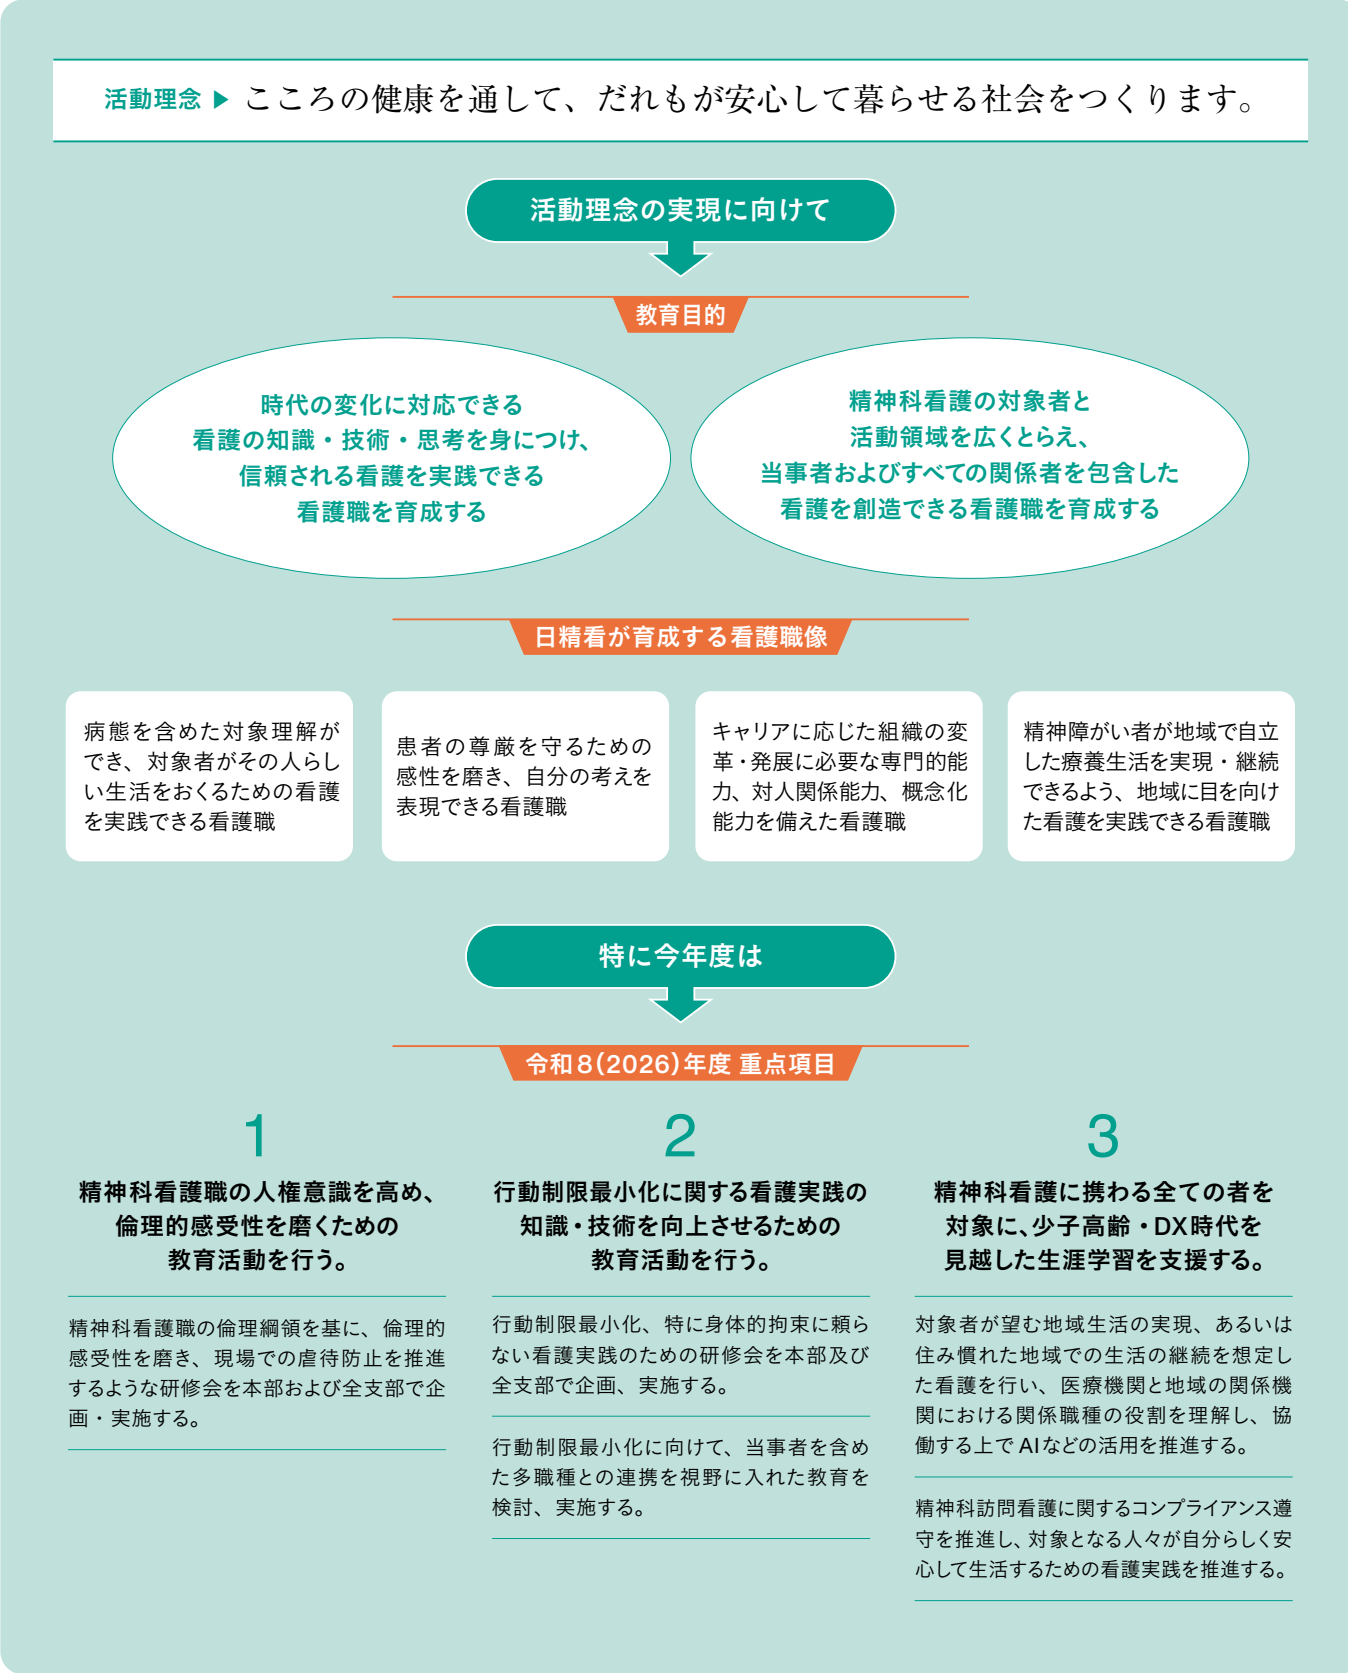 活動理念 ▶ こころの健康を通して、だれもが安心して暮らせる社会をつくります。
活動理念の実現に向けて
教育目的
時代の変化に対応できる
看護の知識・技術・思考を身につけ、
信頼される看護を実践できる
看護職を育成する
精神科看護の対象者と
活動領域を広くとらえ、
当事者およびすべての関係者を包含した
看護を創造できる看護職を育成する
日精看が育成する看護職像
病態を含めた対象理解が
でき、対象者がその人らし
い生活をおくるための看護
を実践できる看護職
患者の尊厳を守るための
感性を磨き、自分の考えを
表現できる看護職
キャリアに応じた組織の変
革・発展に必要な専門的能
力、対人関係能力、概念化
能力を備えた看護職
精神障がい者が地域で自立
した療養生活を実現・継続
できるよう、地域に目を向け
た看護を実践できる看護職
特に今年度は
令和8(2026)年度 重点項目
1
精神科看護職の人権意識を高め、
倫理的感受性を磨くための
教育活動を行う。
精神科看護職の倫理綱領を基に、倫理的
感受性を磨き、現場での虐待防止を推進
するような研修会を本部および全支部で企
画・実施する。
2
行動制限最小化に関する看護実践の
知識・技術を向上させるための
教育活動を行う。
行動制限最小化、特に身体的拘束に頼ら
ない看護実践のための研修会を本部及び
全支部で企画、実施する。
行動制限最小化に向けて、当事者を含め
た多職種との連携を視野に入れた教育を
検討、実施する。
3
精神科看護に携わる全ての者を
対象に、少子高齢・DX時代を
見越した生涯学習を支援する。
対象者が望む地域生活の実現、あるいは
住み慣れた地域での生活の継続を想定し
た看護を行い、医療機関と地域の関係機
関における関係職種の役割を理解し、協
働する上でAIなどの活用を推進する。
精神科訪問看護に関するコンプライアンス遵
守を推進し、対象となる人々が自分らしく安
心して生活するための看護実践を推進する。